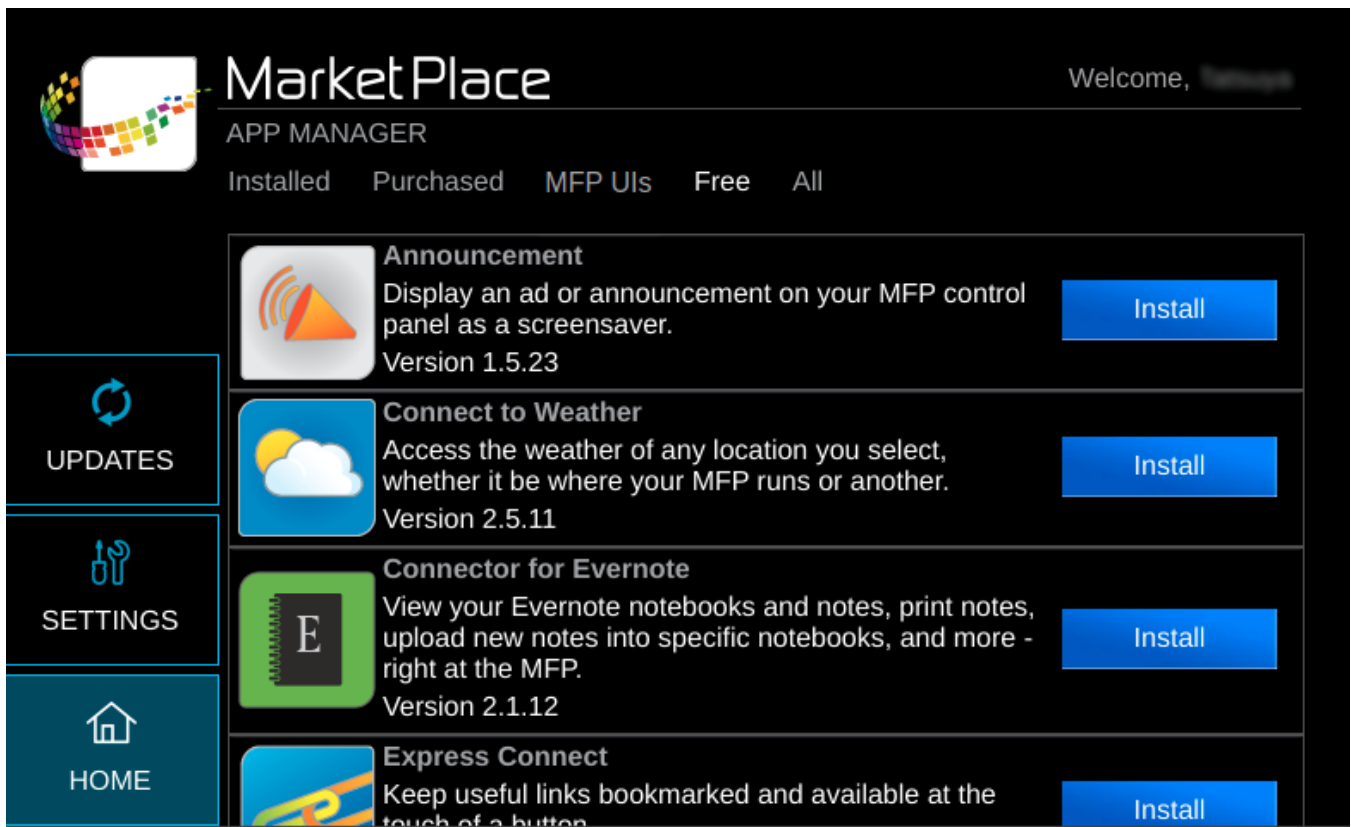 MarketPlace
Welcome,
APP MANAGER
Installed Purchased MFP UIs Free All
Announcement
Display an ad or announcement on your MFP control
panel as a screensaver.
Version 1.5.23
Install
Connect to Weather
Access the weather of any location you select,
whether it be where your MFP runs or another.
Version 2.5.11
Install
Connector for Evernote
E
View your Evernote notebooks and notes, print notes,
upload new notes into specific notebooks, and more -
right at the MFP.
Version 2.1.12
Install
Express Connect
Keep useful links bookmarked and available at the
touch of a button
Install
UPDATES
SETTINGS
HOME